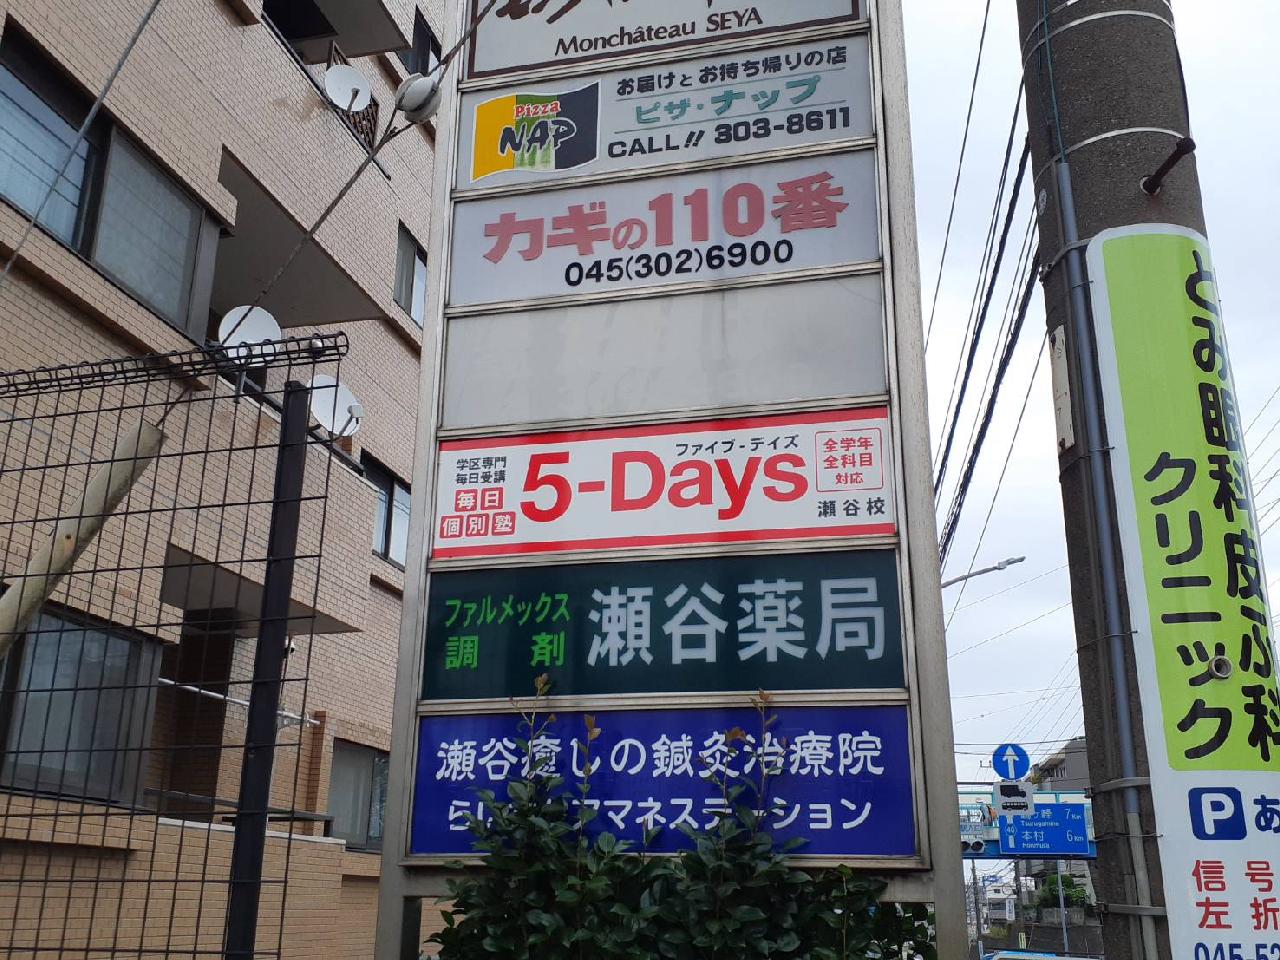 Monchâteau SEYA
Pizza
NAP
お届けとお持ち帰りの店
ピザ・ナップ
CALL!! 303-8611
カギの110番
045(302)6900
学区専門
毎日受講
毎日
個別塾
ファイブ-デイズ
5-Days
全学年
全科目
対応
瀬谷校
ファルメックス
調剤
瀬谷薬局
瀬谷癒しの鍼灸治療院
ケアマネステーション
とみ眼科皮ふ科
クリニック
P あ
信号
左折
7Km
本村 6Km